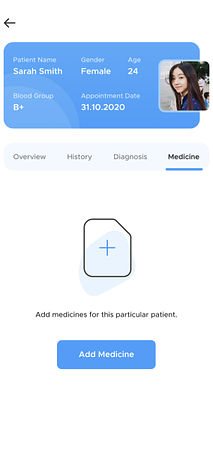 Patient Name Gender Age
Sarah Smith Female 24
Blood Group Appointment Date
B+ 31.10.2020
Overview History Diagnosis Medicine
Add medicines for this particular patient.
Add Medicine